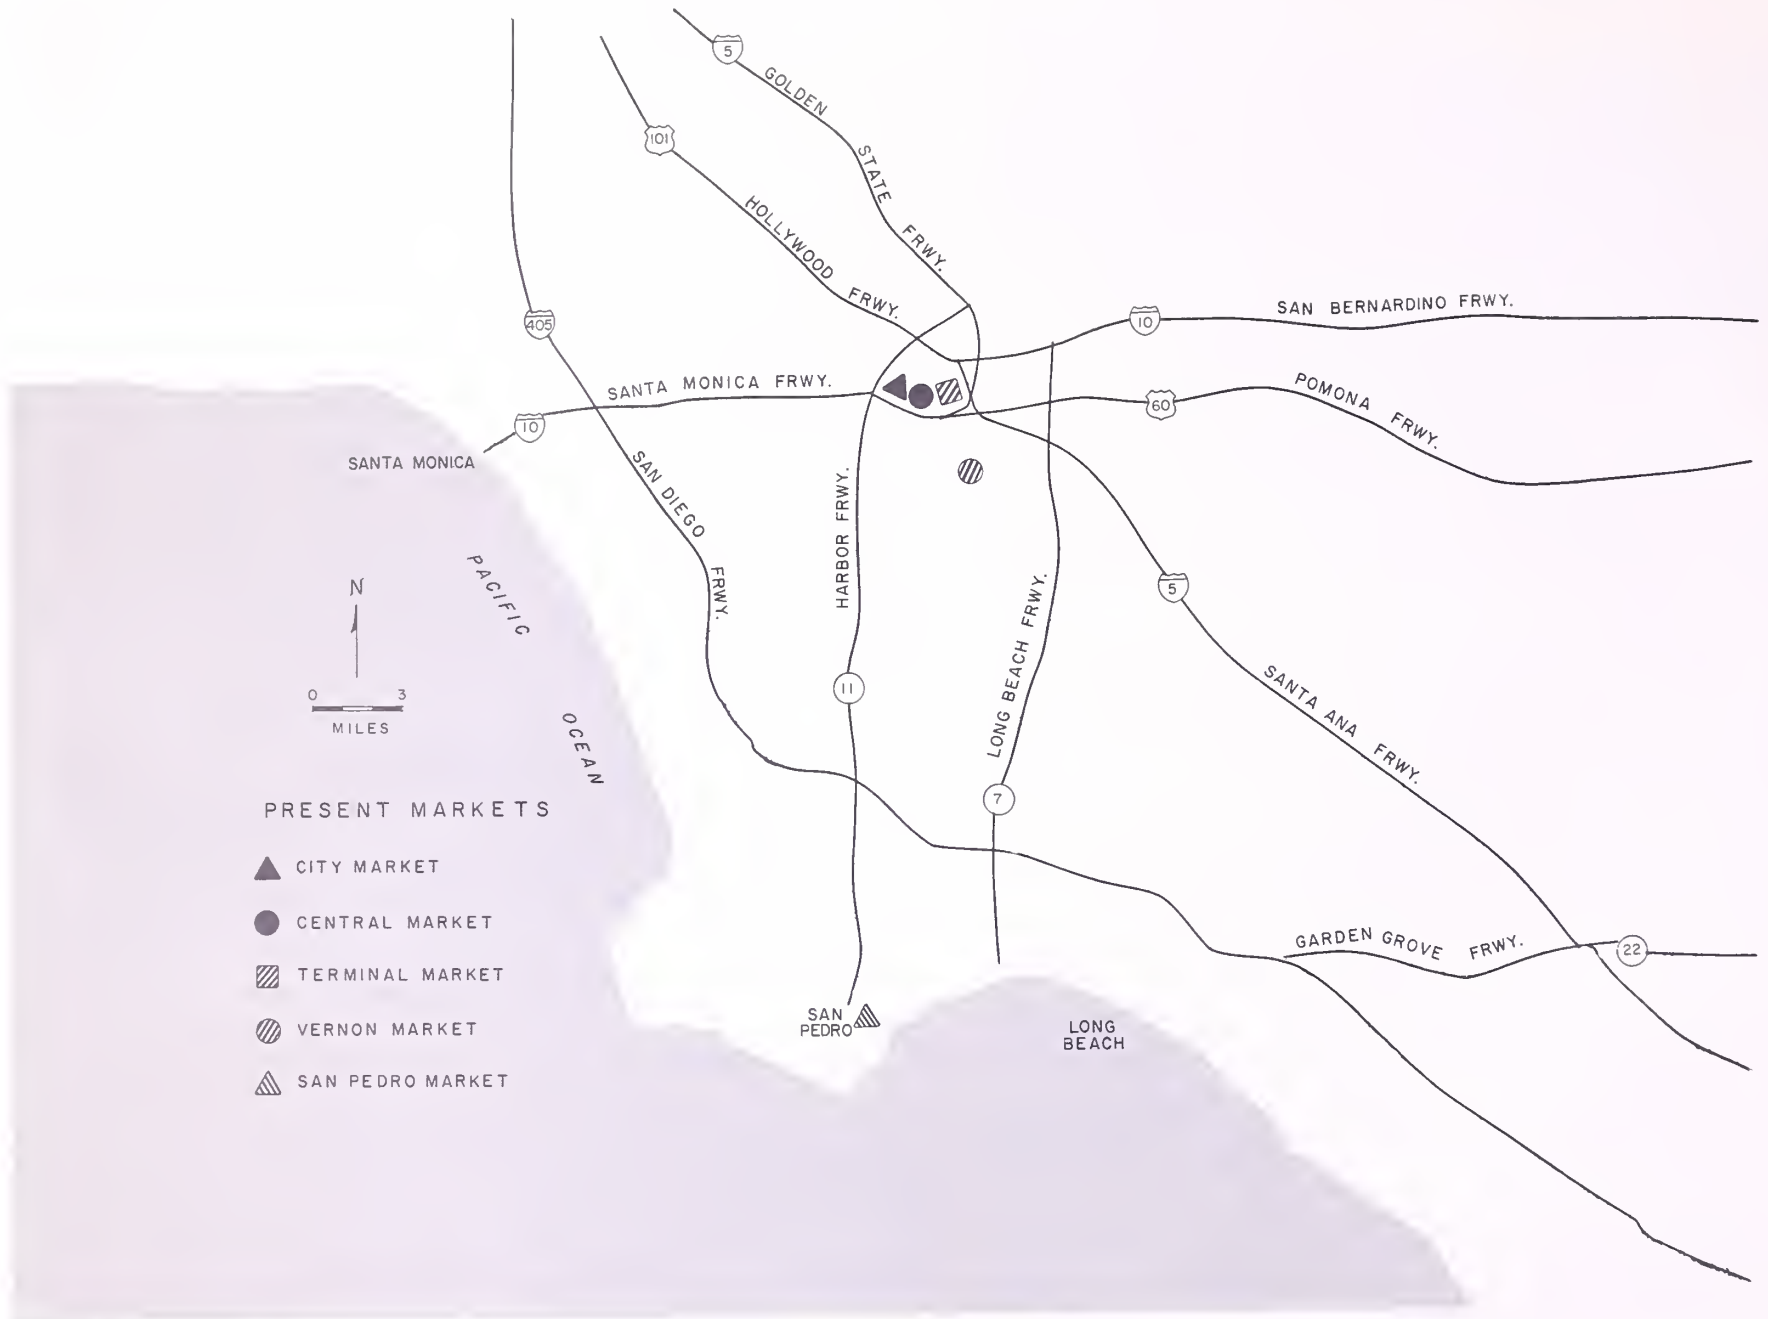 5
GOLDEN STATE FRWY.
101
HOLLYWOOD FRWY.
405
10
SAN BERNARDINO FRWY.
SANTA MONICA FRWY.
10
SANTA MONICA
60
POMONA FRWY.
SAN DIEGO FRWY.
HARBOR FRWY.
11
LONG BEACH FRWY.
7
5
SANTA ANA FRWY.
GARDEN GROVE FRWY.
22
PACIFIC
OCEAN
N
0 3
MILES
PRESENT MARKETS
CITY MARKET
CENTRAL MARKET
TERMINAL MARKET
VERNON MARKET
SAN PEDRO MARKET
SAN
PEDRO
LONG
BEACH